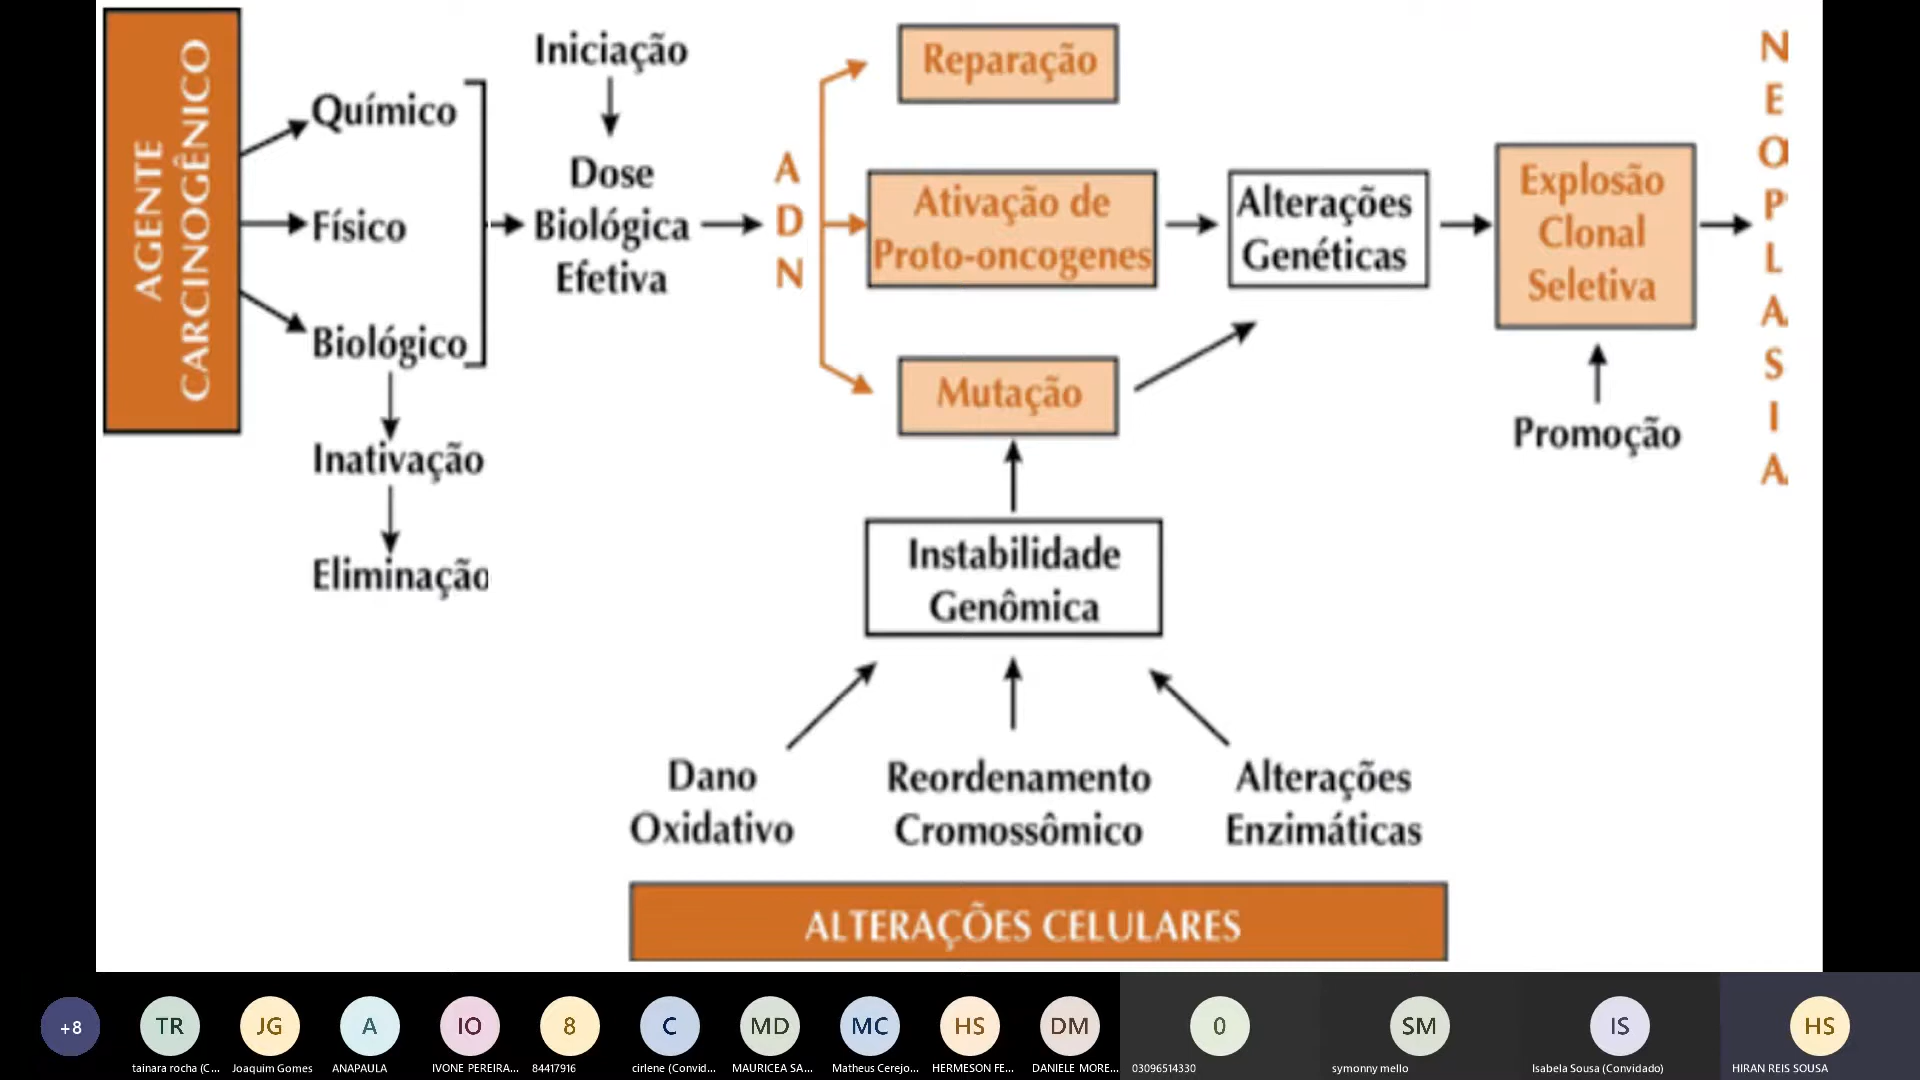 AGENTE
CARCINOGÊNICO
Químico
Físico
Biológico
Inativação
Eliminação
Iniciação
Dose
Biológica
Efetiva
ADN
Reparação
Ativação de
Proto-oncogenes
Mutação
Alterações
Genéticas
Explosão
Clonal
Seletiva
Promoção
NEOPLASIA
Instabilidade
Genômica
Dano
Oxidativo
Reordenamento
Cromossômico
Alterações
Enzimáticas
ALTERAÇÕES CELULARES
+8
TR
JG
A
IO
8
C
MD
MC
HS
DM
0
SM
IS
HS
tainara rocha (C...
Joaquim Gomes
ANAPAULA
IVONE PEREIRA...
84417916
cirlene (Convid...
MAURICEA SA...
Matheus Cerejo...
HERMESON FE...
DANIELE MORE...
03096514330
symonny mello
Isabela Sousa (Convidado)
HIRAN REIS SOUSA